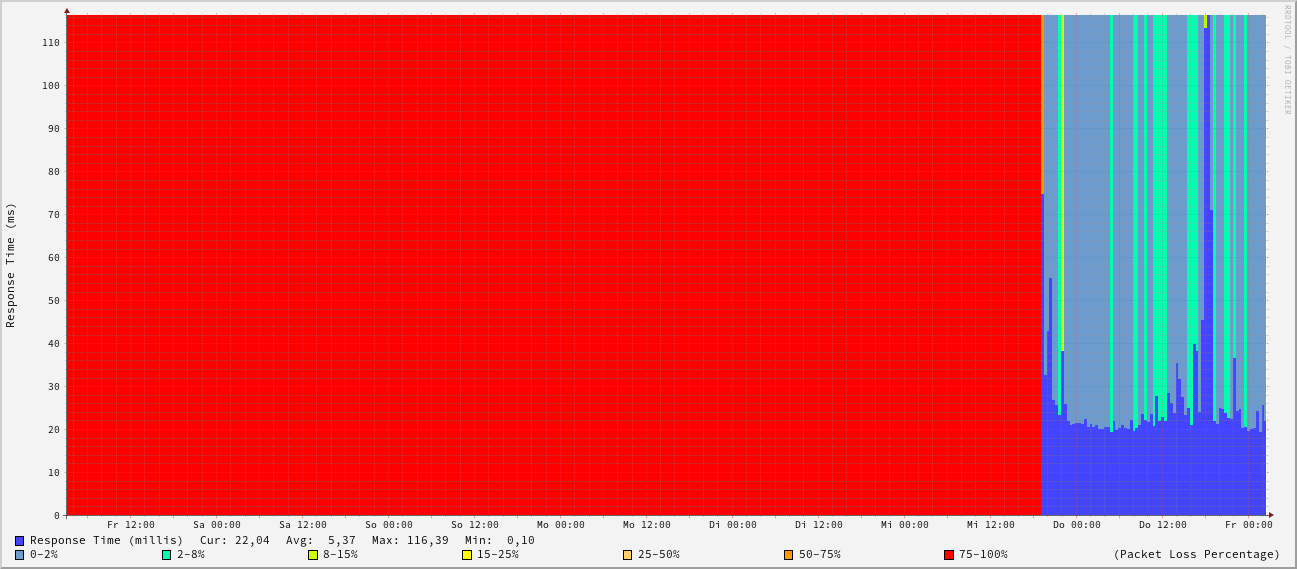 RRDTOOL / TOBI OETIKER
Response Time (ms)
110
100
90
80
70
60
50
40
30
20
10
0
Fr 12:00 Sa 00:00 Sa 12:00 So 00:00 So 12:00 Mo 00:00 Mo 12:00 Di 00:00 Di 12:00 Mi 00:00 Mi 12:00 Do 00:00 Do 12:00 Fr 00:00
Response Time (millis) Cur: 22,04 Avg: 5,37 Max: 116,39 Min: 0,10
0-2% 2-8% 8-15% 15-25% 25-50% 50-75% 75-100% (Packet Loss Percentage)